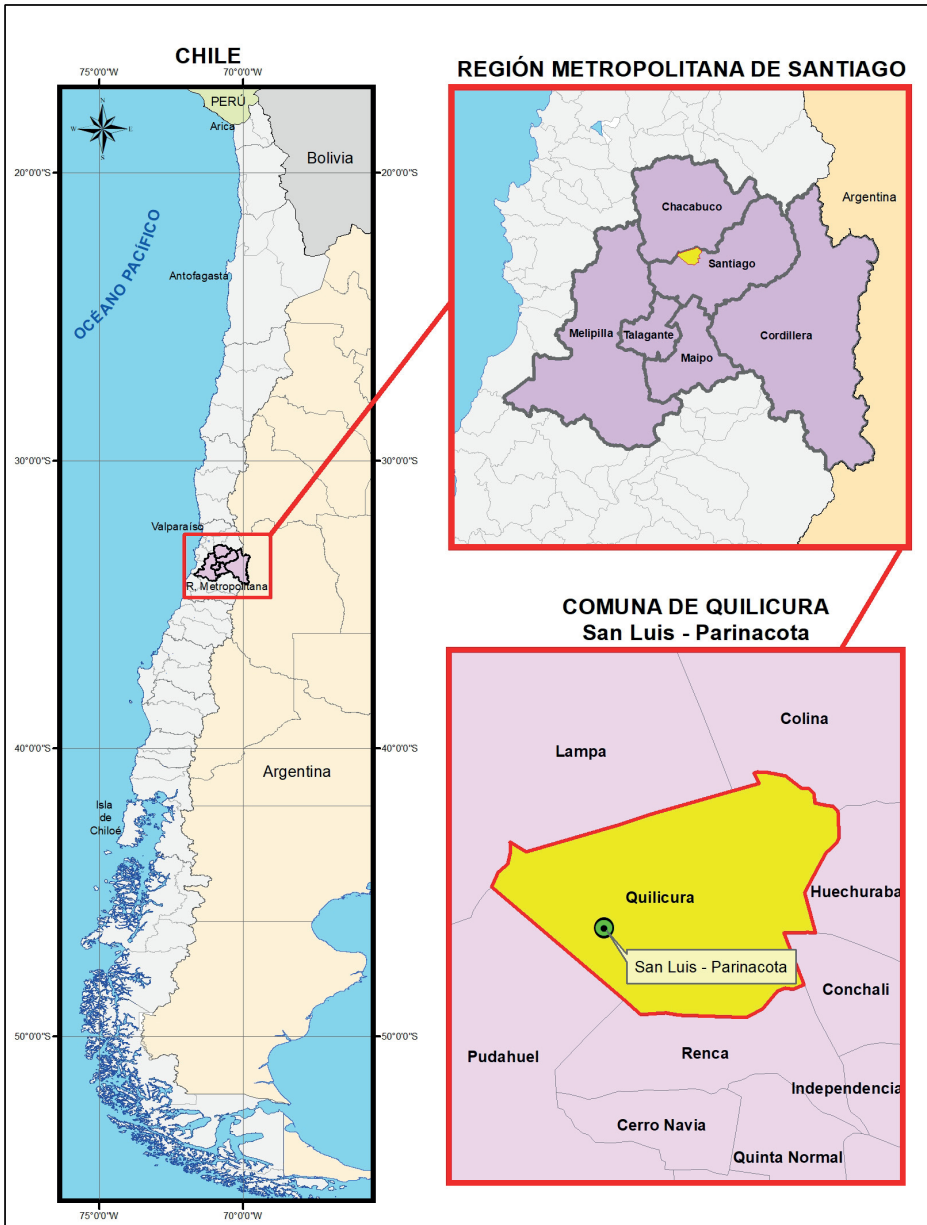 CHILE
75°0'0"W
70°0'0"W
N
W
E
S
PERÚ
Arica
Bolivia
20°0'0"S
20°0'0"S
OCÉANO PACÍFICO
Antofagasta
30°0'0"S
30°0'0"S
Valparaíso
R. Metropolitana
40°0'0"S
40°0'0"S
Argentina
Isla
de
Chiloé
50°0'0"S
50°0'0"S
75°0'0"W
70°0'0"W
REGIÓN METROPOLITANA DE SANTIAGO
Argentina
Chacabuco
Santiago
Melipilla
Talagante
Cordillera
Maipo
COMUNA DE QUILICURA
San Luis - Parinacota
Colina
Lampa
Huechuraba
Quilicura
San Luis - Parinacota
Conchali
Pudahuel
Renca
Independencia
Cerro Navia
Quinta Normal